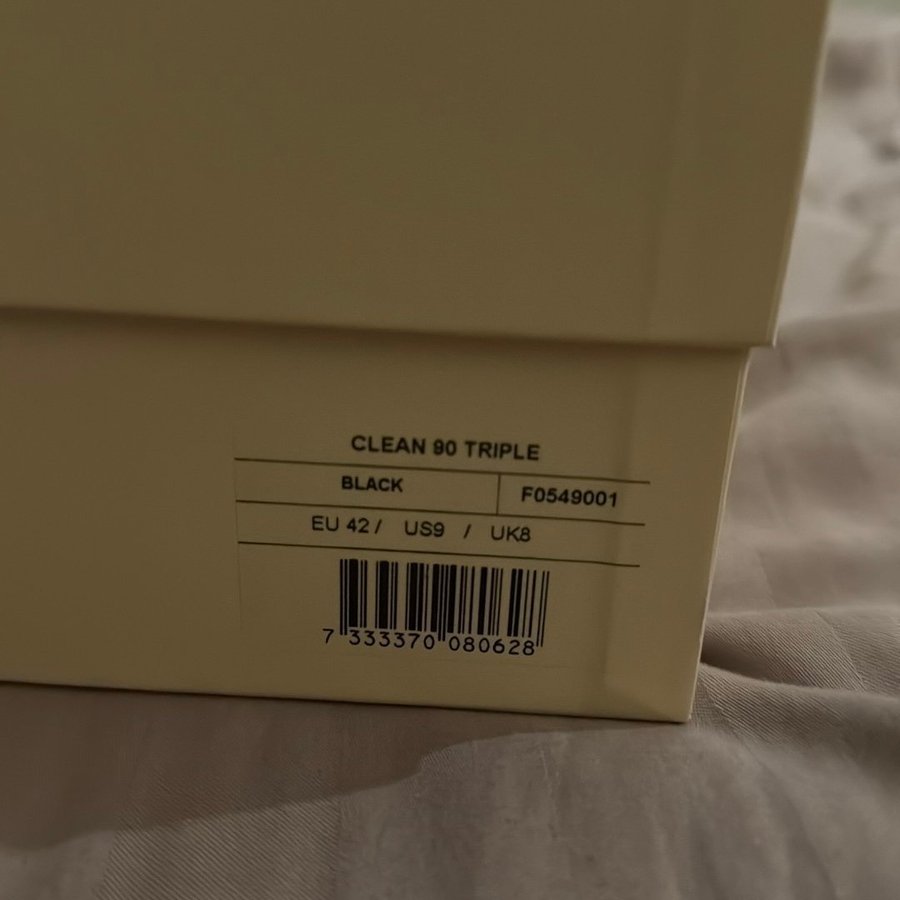 CLEAN 90 TRIPLE
BLACK F0549001
EU 42 / US9 / UK8
7 333370 080628